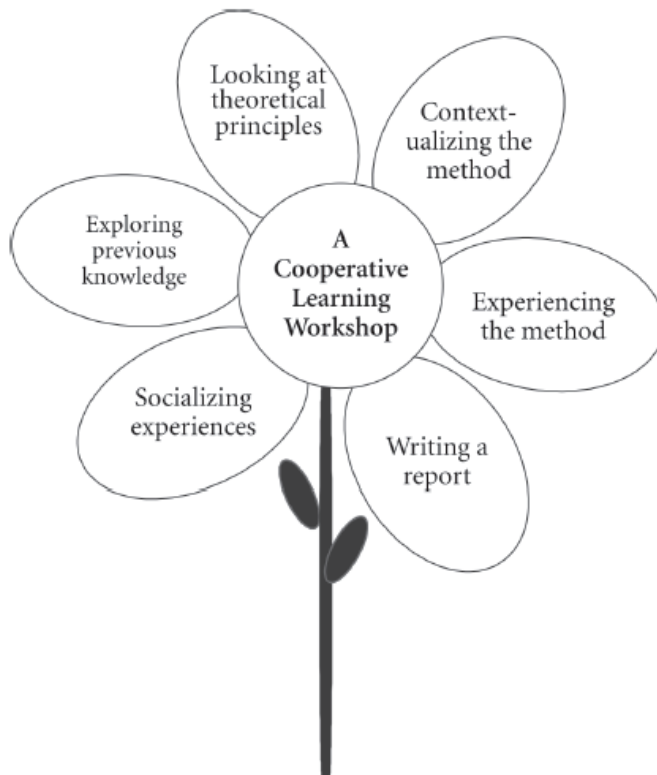 Looking at
theoretical
principles
Context-
ualizing the
method
Exploring
previous
knowledge
A
Cooperative
Learning
Workshop
Experiencing
the method
Socializing
experiences
Writing a
report